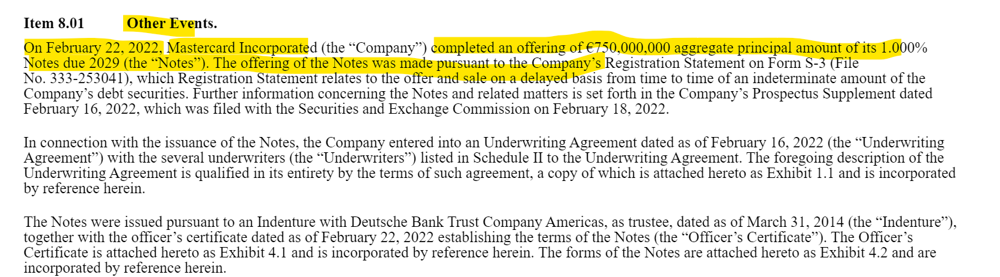 Item 8.01 Other Events.
On February 22, 2022, Mastercard Incorporated (the “Company”) completed an offering of €750,000,000 aggregate principal amount of its 1.000%
Notes due 2029 (the “Notes”). The offering of the Notes was made pursuant to the Company’s Registration Statement on Form S-3 (File
No. 333-253041), which Registration Statement relates to the offer and sale on a delayed basis from time to time of an indeterminate amount of the
Company’s debt securities. Further information concerning the Notes and related matters is set forth in the Company’s Prospectus Supplement dated
February 16, 2022, which was filed with the Securities and Exchange Commission on February 18, 2022.
In connection with the issuance of the Notes, the Company entered into an Underwriting Agreement dated as of February 16, 2022 (the “Underwriting
Agreement”) with the several underwriters (the “Underwriters”) listed in Schedule II to the Underwriting Agreement. The foregoing description of the
Underwriting Agreement is qualified in its entirety by the terms of such agreement, a copy of which is attached hereto as Exhibit 1.1 and is incorporated
by reference herein.
The Notes were issued pursuant to an Indenture with Deutsche Bank Trust Company Americas, as trustee, dated as of March 31, 2014 (the “Indenture”),
together with the officer’s certificate dated as of February 22, 2022 establishing the terms of the Notes (the “Officer’s Certificate”). The Officer’s
Certificate is attached hereto as Exhibit 4.1 and is incorporated by reference herein. The forms of the Notes are attached hereto as Exhibit 4.2 and are
incorporated by reference herein.